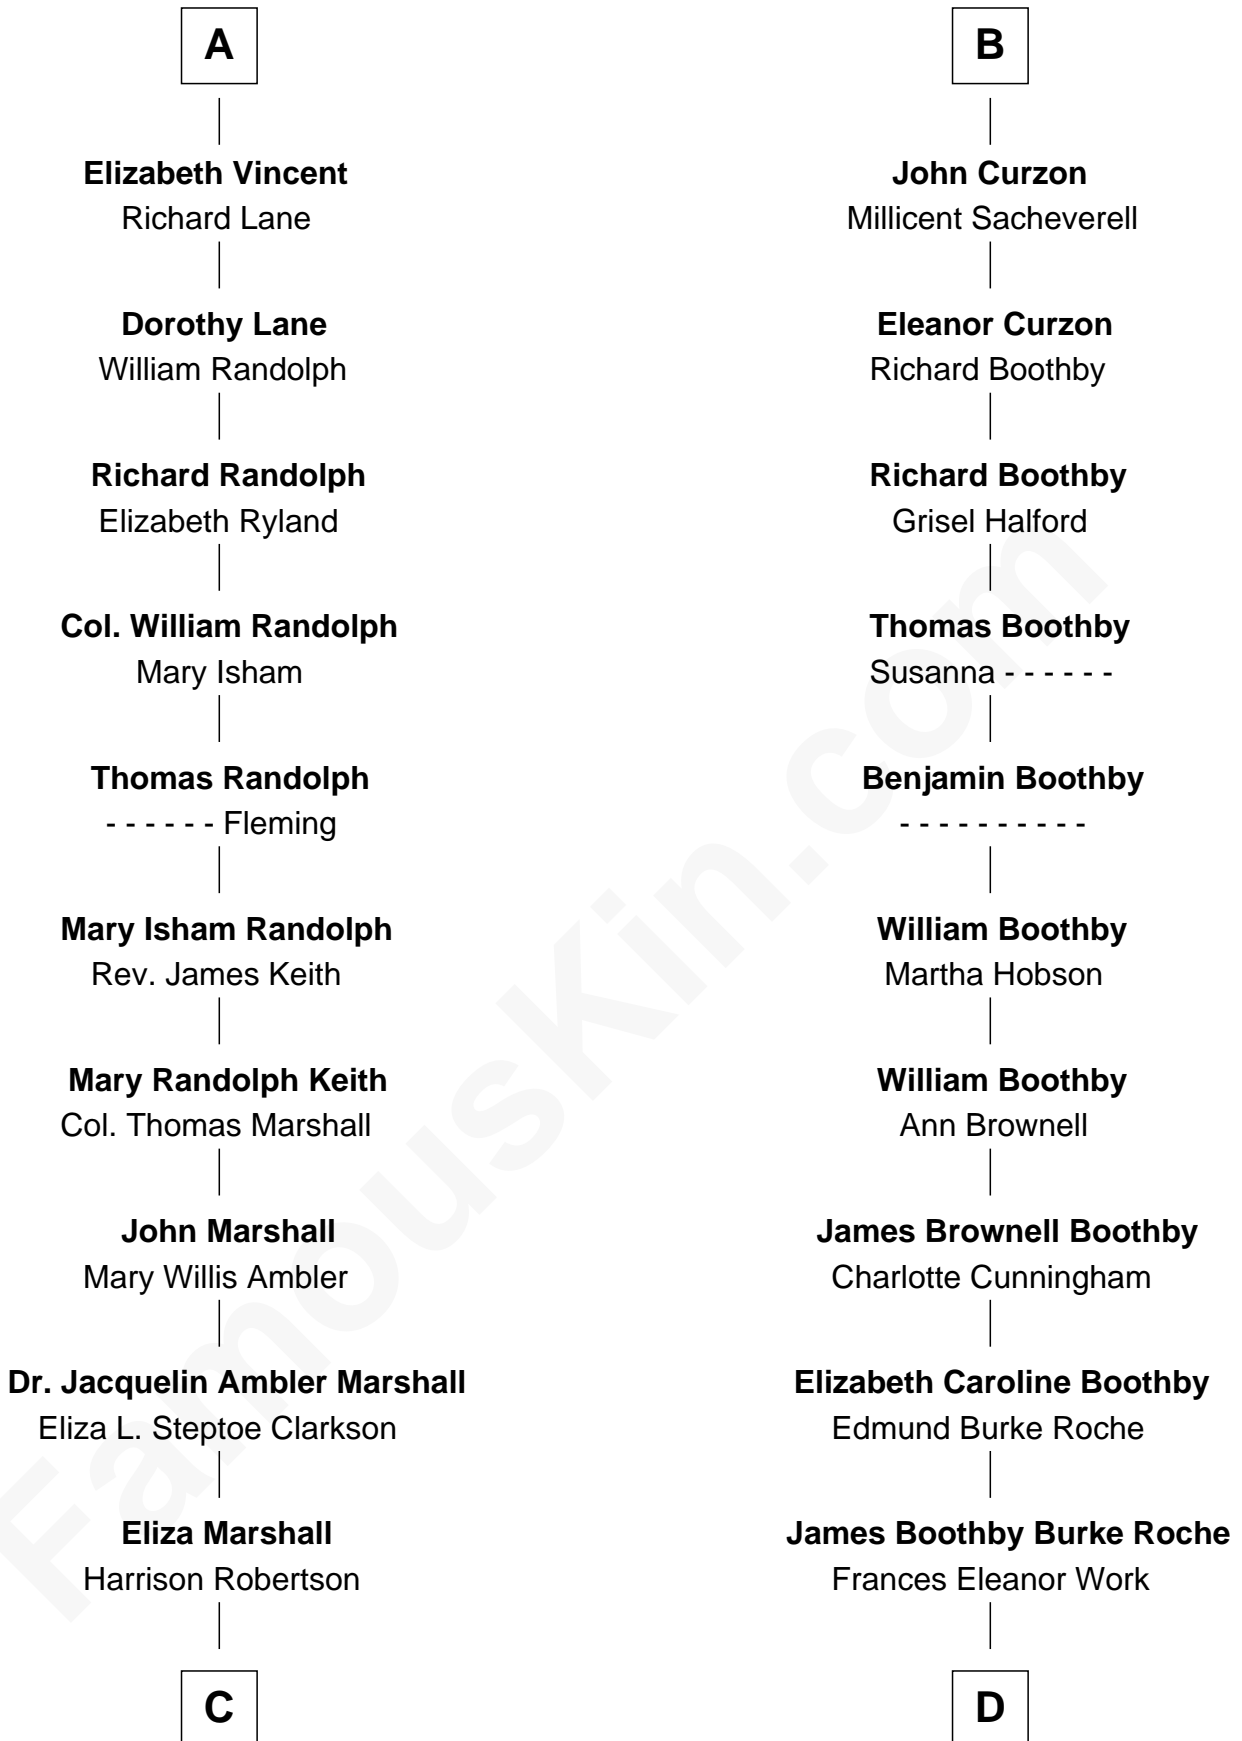 A
Elizabeth Vincent
Richard Lane
Dorothy Lane
William Randolph
Richard Randolph
Elizabeth Ryland
Col. William Randolph
Mary Isham
Thomas Randolph
- - - - - - Fleming
Mary Isham Randolph
Rev. James Keith
Mary Randolph Keith
Col. Thomas Marshall
John Marshall
Mary Willis Ambler
Dr. Jacquelin Ambler Marshall
Eliza L. Steptoe Clarkson
Eliza Marshall
Harrison Robertson
C
B
John Curzon
Millicent Sacheverell
Eleanor Curzon
Richard Boothby
Richard Boothby
Grisel Halford
Thomas Boothby
Susanna - - - - - -
Benjamin Boothby
- - - - - - - - - -
William Boothby
Martha Hobson
William Boothby
Ann Brownell
James Brownell Boothby
Charlotte Cunningham
Elizabeth Caroline Boothby
Edmund Burke Roche
James Boothby Burke Roche
Frances Eleanor Work
D
FamousKin.com